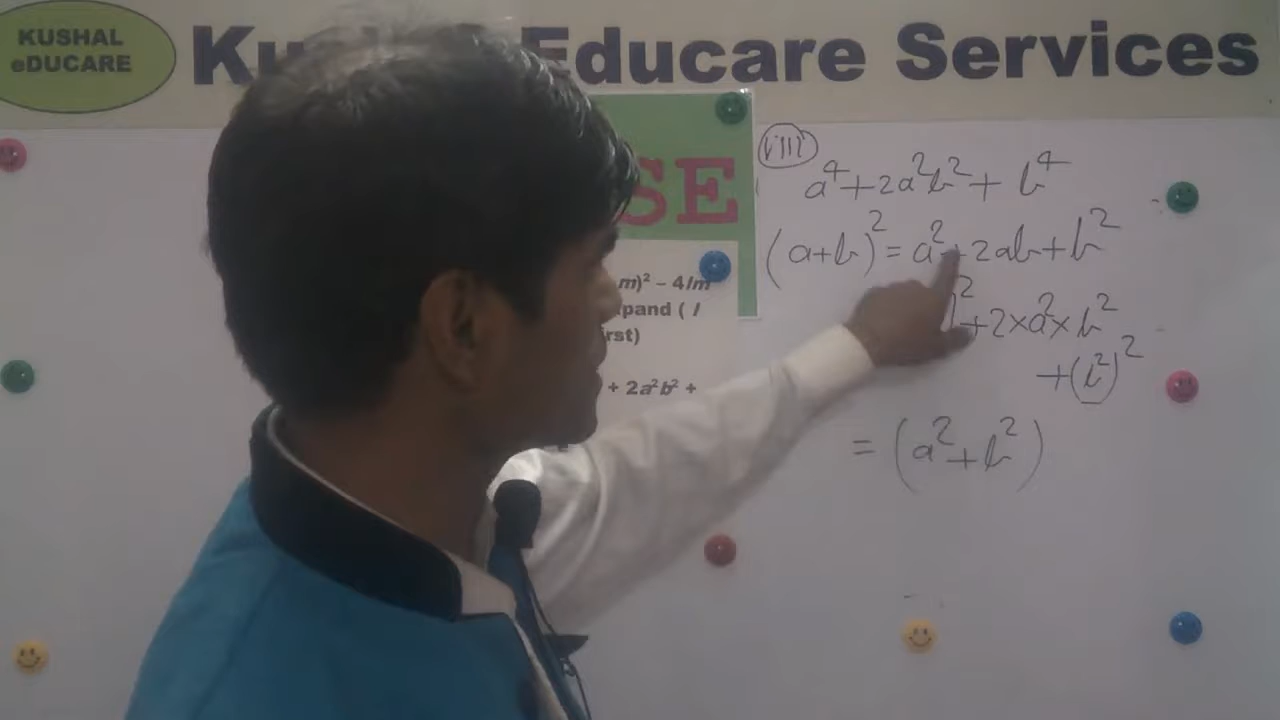 KUSHAL
eDUCARE
Educare Services
SE
m)² – 4lm
pand ( l
rst)
+ 2a²b² +
viii
a⁴+2a²b²+ b⁴
(a+b)²= a²+2ab+b²
²+2×a²×b²
+(b²)²
= (a²+b²)